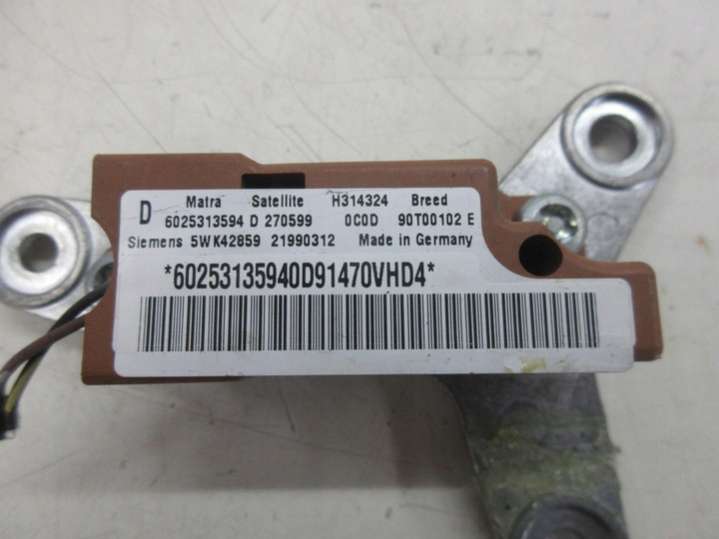 D Matra Satellite H314324 Breed
6025313594 D 270599 0C0D 90T00102 E
Siemens 5WK42859 21990312 Made in Germany
*60253135940D91470VHD4*